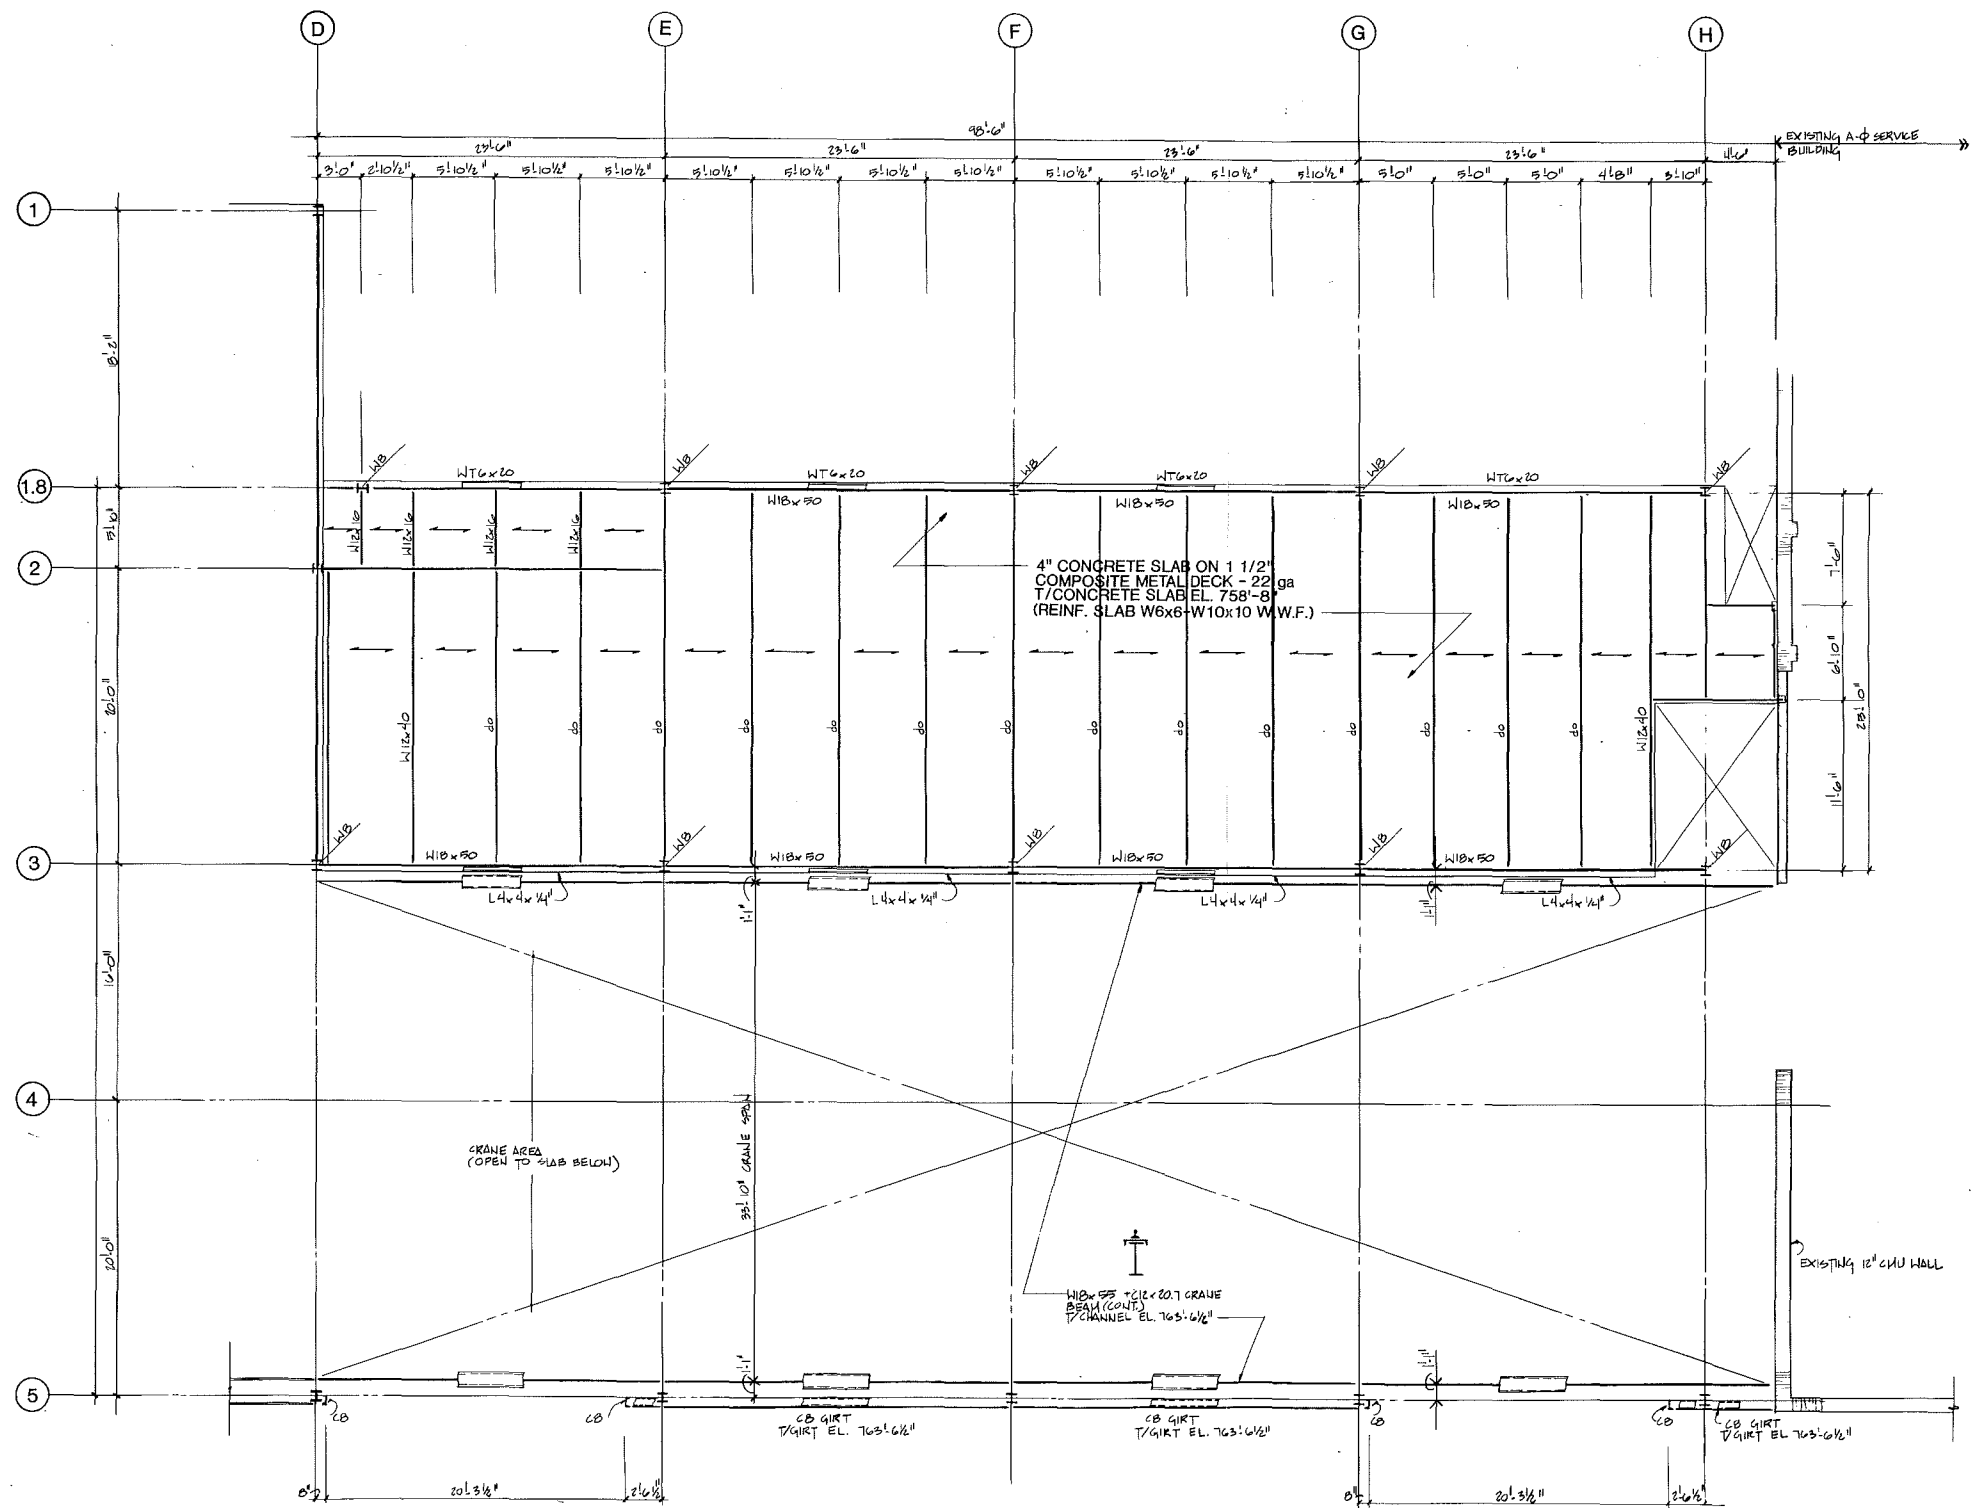 D E F G H
98'-6"
EXISTING A-Φ SERVICE
BUILDING
23'-6" 23'-6" 23'-6" 23'-6" 4'-6"
3'-0" 2'-10½" 5'-10½" 5'-10½" 5'-10½" 5'-10½" 5'-10½" 5'-10½" 5'-10½" 5'-10½" 5'-10½" 5'-10½" 5'-10½" 5'-0" 5'-0" 5'-0" 4'-8" 3'-10"
1
18'-2"
W8 W8 W8 W8 W8
WT6x20 WT6x20 WT6x20 WT6x20
1.8
W18x50 W18x50 W18x50
5'-10"
W12x16 W12x16 W12x16 W12x16
7'-6"
2
4" CONCRETE SLAB ON 1 1/2"
COMPOSITE METAL DECK - 22 ga
T/CONCRETE SLAB EL. 758'-8"
(REINF. SLAB W6x6-W10x10 W.W.F.)
6'-10"
20'-0"
23'-10"
W12x40 do do do do do do do do do do do do do do W12x40
11'-6"
W8 W8 W8 W8 W8
3
W18x50 W18x50 W18x50 W18x50
L4x4x¼" L4x4x¼" L4x4x¼" L4x4x¼"
1'-1" 1'-1"
16'-0"
4
33'-10" CRANE SPAN
CRANE AREA
(OPEN TO SLAB BELOW)
20'-0"
EXISTING 12" CMU WALL
W18x55 + C12x20.7 CRANE
BEAM (CONT.)
T/CHANNEL EL. 763'-6½"
1'-1" 1'-1"
5
C8 C8 C8 C8
C8 GIRT
T/GIRT EL. 763'-6½"
C8 GIRT
T/GIRT EL. 763'-6½"
C8 GIRT
T/GIRT EL 763'-6½"
8" 20'-3½" 2'-6½" 8" 20'-3½" 2'-6½"